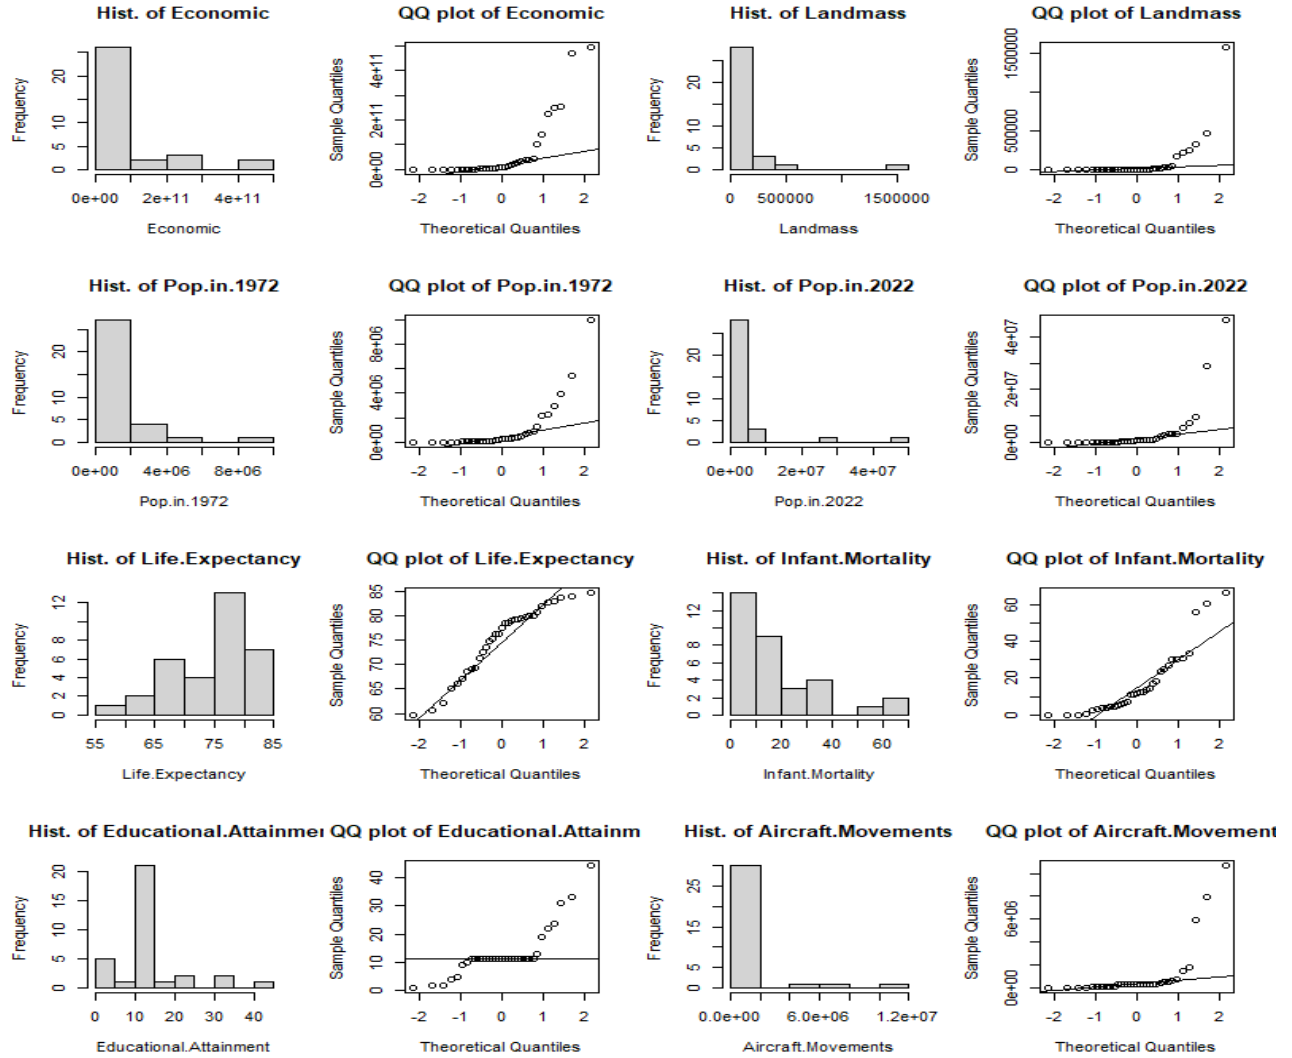 Hist. of Economic
Frequency
0 5 20
0e+00 2e+11 4e+11
Economic
QQ plot of Economic
Sample Quantiles
0e+00 2e+11 4e+11
-2 -1 0 1 2
Theoretical Quantiles
Hist. of Landmass
Frequency
0 5 10 20
0 500000 1500000
Landmass
QQ plot of Landmass
Sample Quantiles
0 500000 1500000
-2 -1 0 1 2
Theoretical Quantiles
Hist. of Pop.in.1972
Frequency
0 5 10 20
0e+00 4e+06 8e+06
Pop.in.1972
QQ plot of Pop.in.1972
Sample Quantiles
0e+00 4e+06 8e+06
-2 -1 0 1 2
Theoretical Quantiles
Hist. of Pop.in.2022
Frequency
0 5 10 20
0e+00 2e+07 4e+07
Pop.in.2022
QQ plot of Pop.in.2022
Sample Quantiles
0e+00 2e+07 4e+07
-2 -1 0 1 2
Theoretical Quantiles
Hist. of Life.Expectancy
Frequency
0 2 4 6 8 12
55 65 75 85
Life.Expectancy
QQ plot of Life.Expectancy
Sample Quantiles
60 65 70 75 80 85
-2 -1 0 1 2
Theoretical Quantiles
Hist. of Infant.Mortality
Frequency
0 2 4 8 12
0 20 40 60
Infant.Mortality
QQ plot of Infant.Mortality
Sample Quantiles
0 20 40 60
-2 -1 0 1 2
Theoretical Quantiles
Hist. of Educational.Attainme
Frequency
0 5 10 15 20
0 10 20 30 40
Educational.Attainment
QQ plot of Educational.Attainm
Sample Quantiles
0 10 20 30 40
-2 -1 0 1 2
Theoretical Quantiles
Hist. of Aircraft.Movements
Frequency
0 5 15 25
0.0e+00 6.0e+06 1.2e+07
Aircraft.Movements
QQ plot of Aircraft.Movement
Sample Quantiles
0e+00 6e+06
-2 -1 0 1 2
Theoretical Quantiles